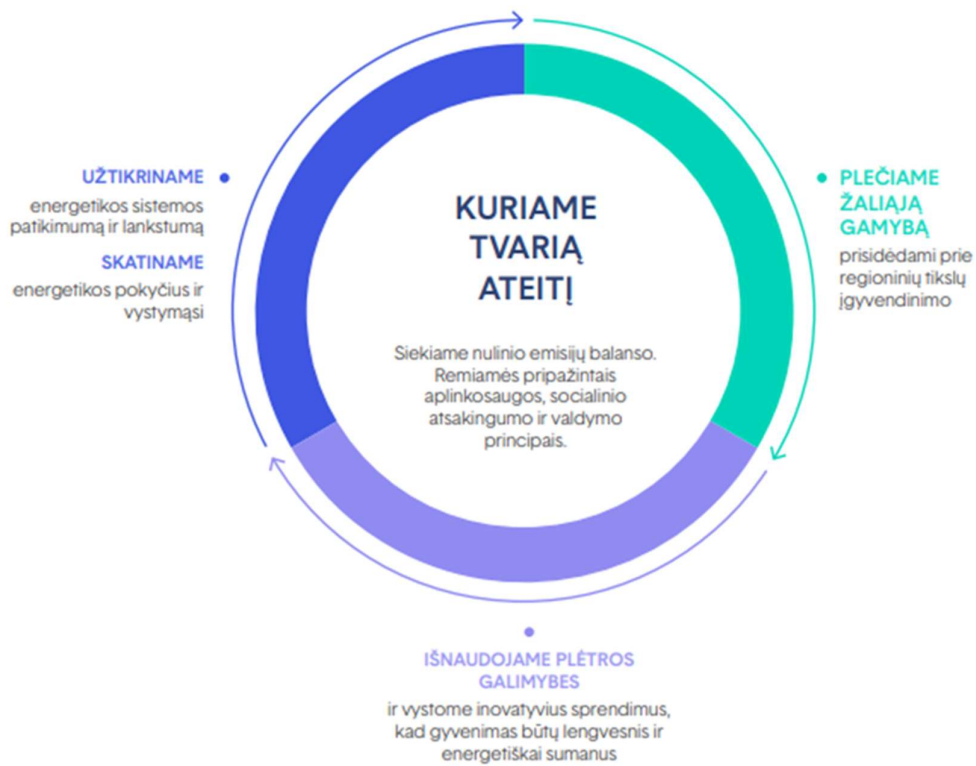 KURIAME
TVARIĄ
ATEITĮ
Siekiame nulinio emisijų balanso.
Remiamės pripažintais
aplinkosaugos, socialinio
atsakingumo ir valdymo
principais.
PLEČIAME
ŽALIĄJĄ
GAMYBĄ
prisidėdami prie
regioninių tikslų
įgyvendinimo
IŠNAUDOJAME PLĖTROS
GALIMYBES
ir vystome inovatyvius sprendimus,
kad gyvenimas būtų lengvesnis ir
energetiškai sumanus
UŽTIKRINAME
energetikos sistemos
patikimumą ir lankstumą
SKATINAME
energetikos pokyčius ir
vystymąsi